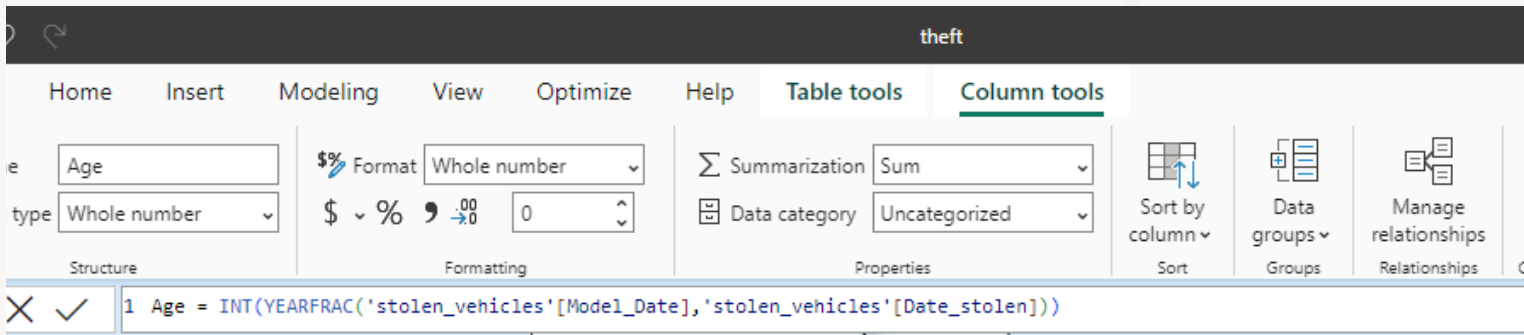 theft
Home Insert Modeling View Optimize Help Table tools Column tools
Age $% Format Whole number Summarization Sum
type Whole number $ % 9 .00 →.0 0 Data category Uncategorized Sort by column Data groups Manage relationships
Structure Formatting Properties Sort Groups Relationships
1 Age = INT(YEARFRAC('stolen_vehicles'[Model_Date],'stolen_vehicles'[Date_stolen]))